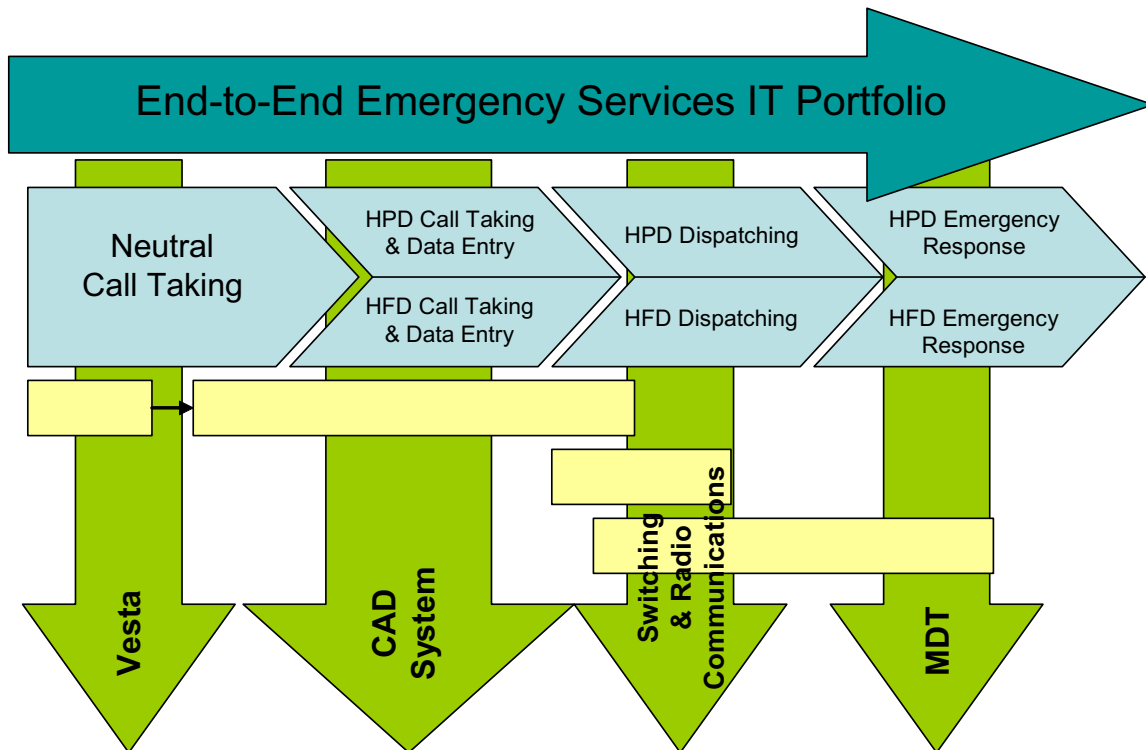 End-to-End Emergency Services IT Portfolio
Neutral
Call Taking
HPD Call Taking
& Data Entry
HFD Call Taking
& Data Entry
HPD Dispatching
HFD Dispatching
HPD Emergency
Response
HFD Emergency
Response
Vesta
CAD
System
Switching
& Radio
Communications
MDT